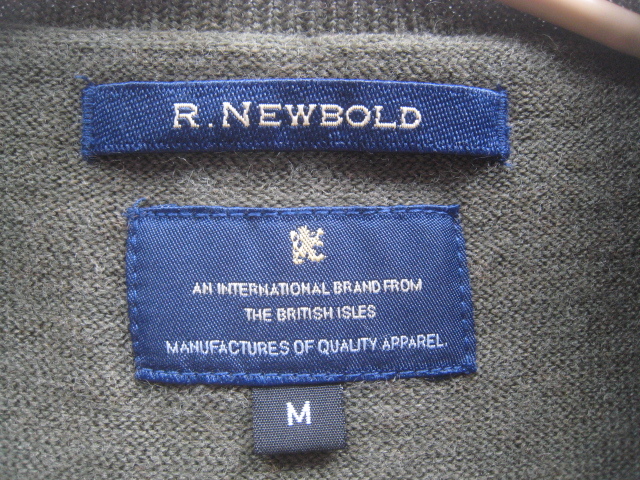 R. NEWBOLD
AN INTERNATIONAL BRAND FROM
THE BRITISH ISLES
MANUFACTURES OF QUALITY APPAREL.
M